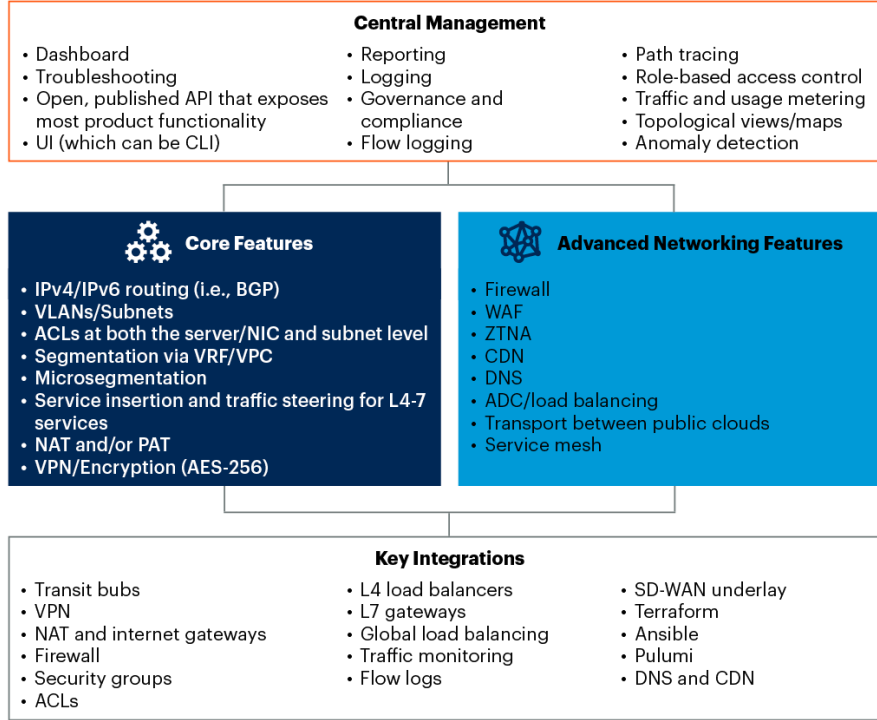 Central Management
• Dashboard
• Troubleshooting
• Open, published API that exposes
most product functionality
• UI (which can be CLI)
• Reporting
• Logging
• Governance and
compliance
• Flow logging
• Path tracing
• Role-based access control
• Traffic and usage metering
• Topological views/maps
• Anomaly detection
Core Features
• IPv4/IPv6 routing (i.e., BGP)
• VLANs/Subnets
• ACLs at both the server/NIC and subnet level
• Segmentation via VRF/VPC
• Microsegmentation
• Service insertion and traffic steering for L4-7
services
• NAT and/or PAT
• VPN/Encryption (AES-256)
Advanced Networking Features
• Firewall
• WAF
• ZTNA
• CDN
• DNS
• ADC/load balancing
• Transport between public clouds
• Service mesh
Key Integrations
• Transit bubs
• VPN
• NAT and internet gateways
• Firewall
• Security groups
• ACLs
• L4 load balancers
• L7 gateways
• Global load balancing
• Traffic monitoring
• Flow logs
• SD-WAN underlay
• Terraform
• Ansible
• Pulumi
• DNS and CDN